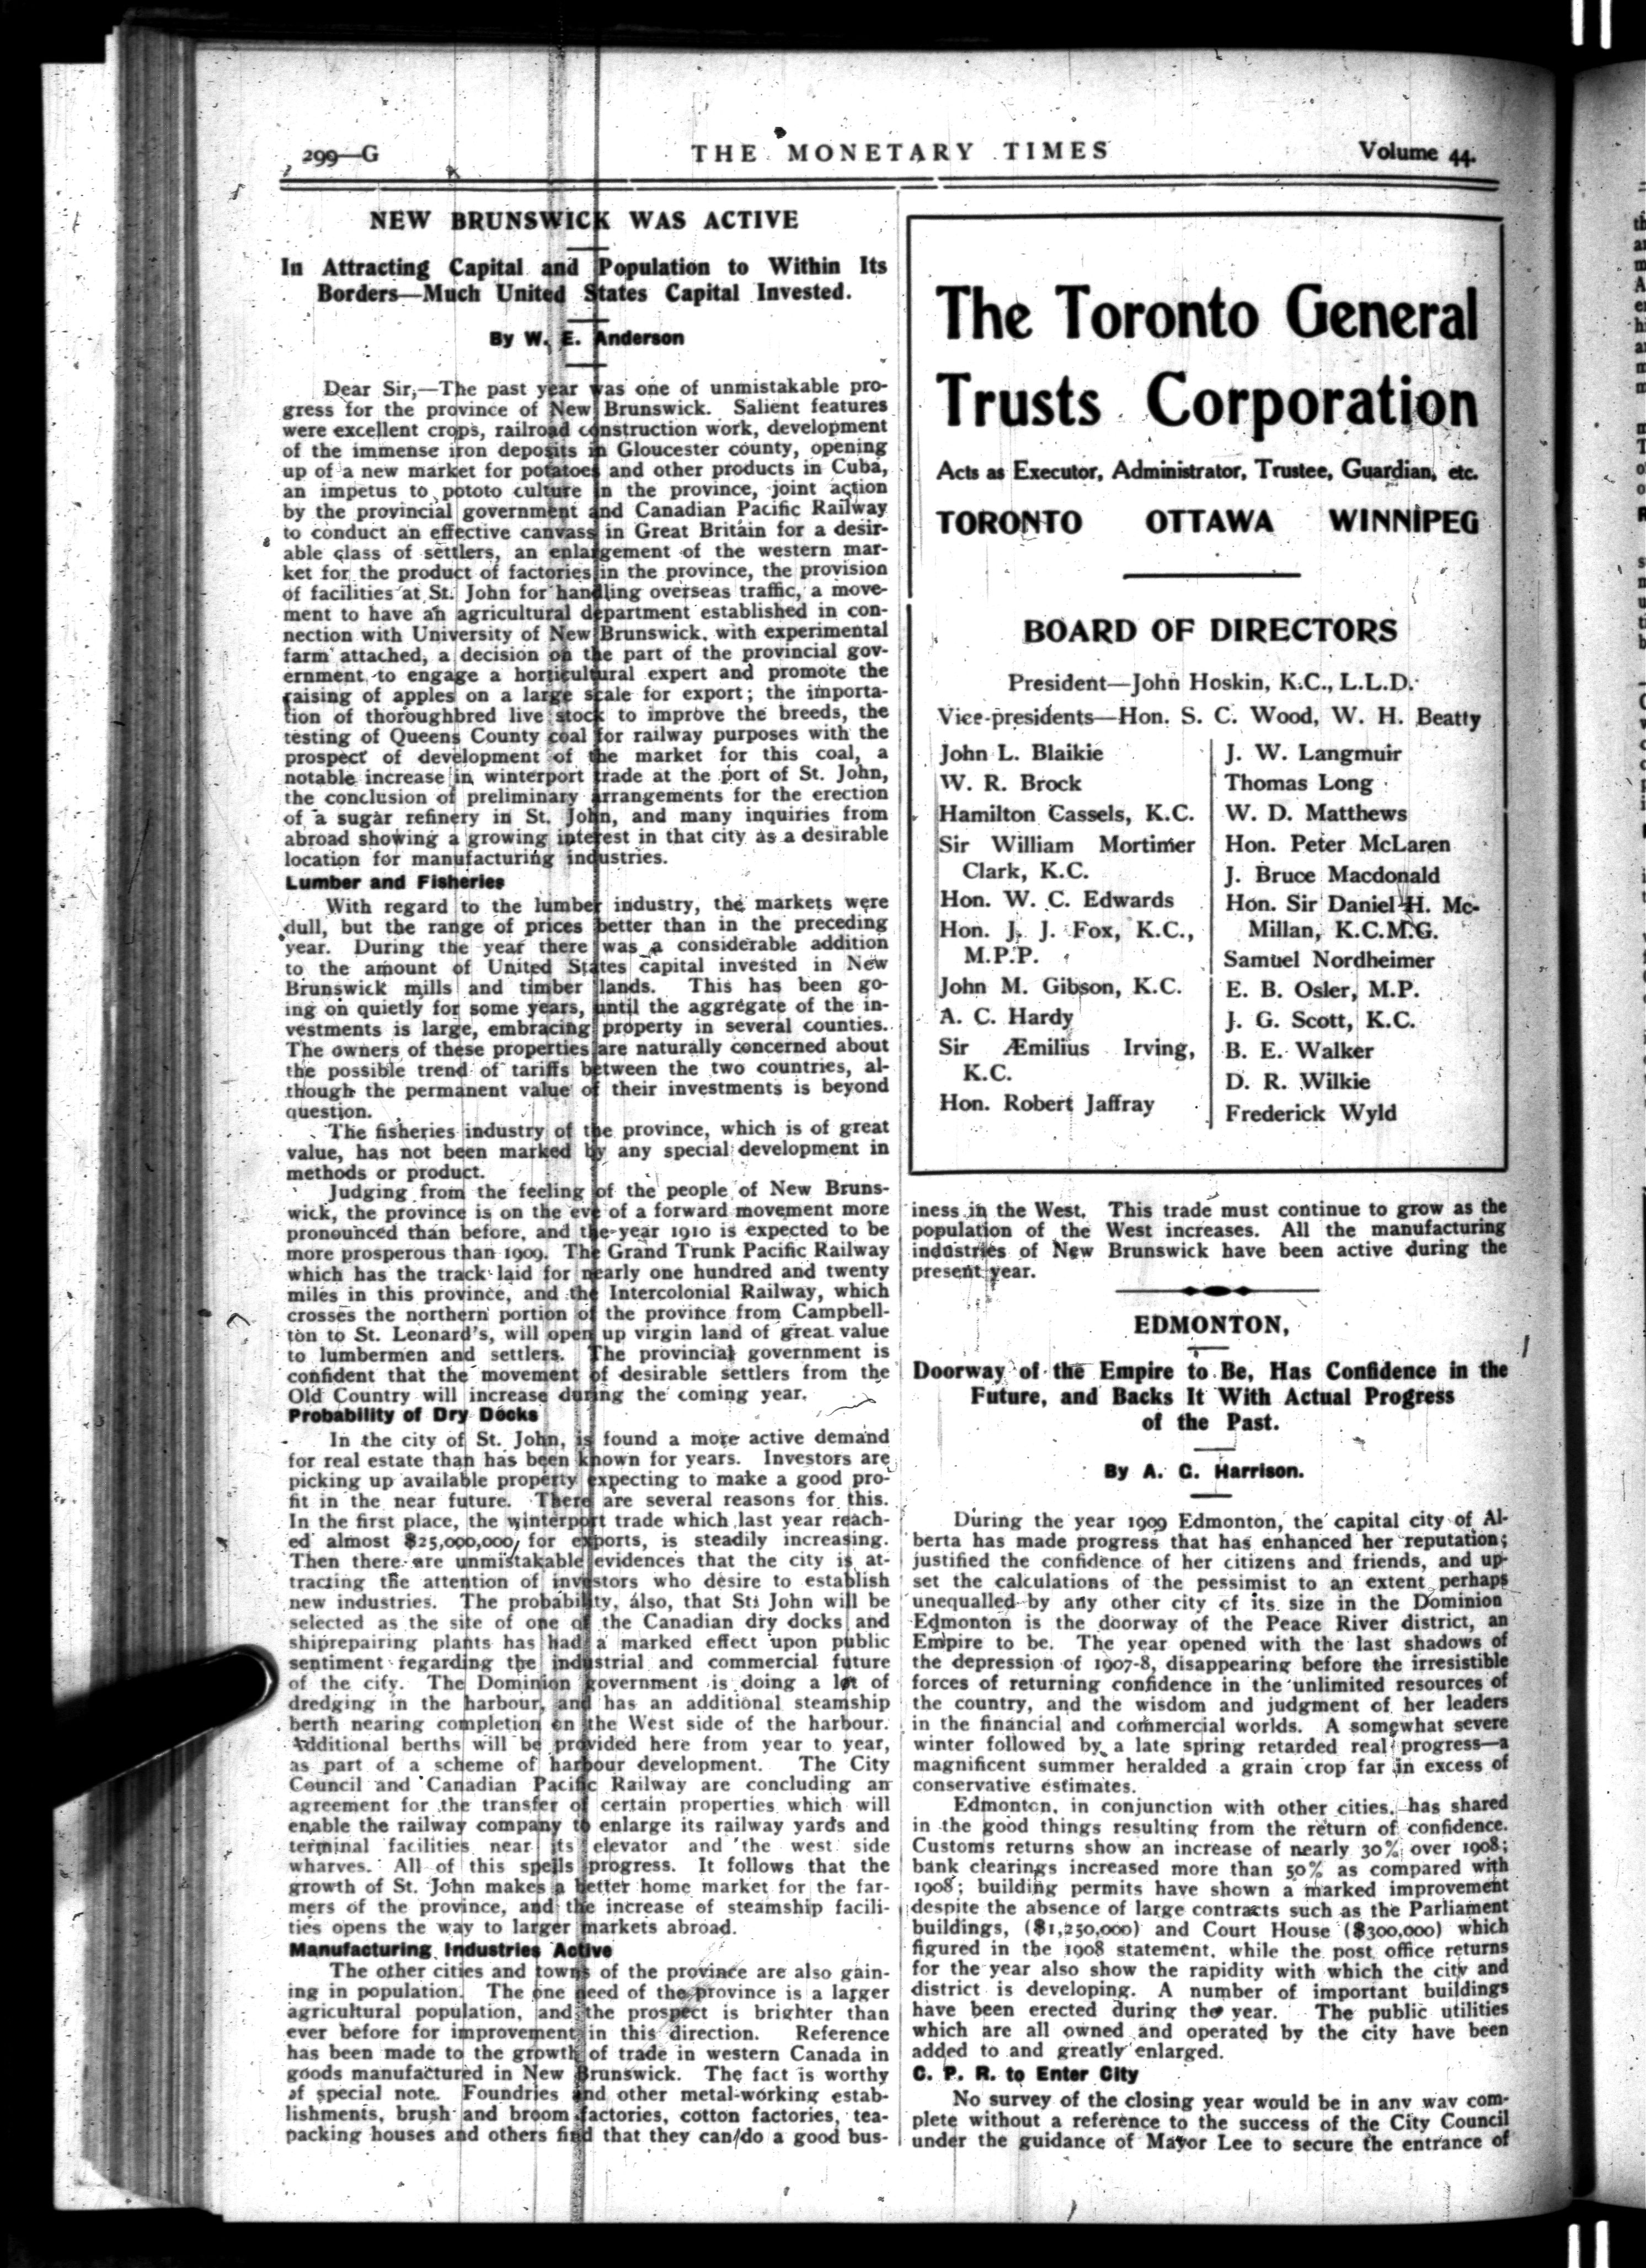 299—G
THE MONETARY TIMES
Volume 44.
NEW BRUNSWICK WAS ACTIVE
In Attracting Capital and Population to Within Its
Borders—Much United States Capital Invested.
By W. E. Anderson
Dear Sir,—The past year was one of unmistakable pro-
gress for the province of New Brunswick. Salient features
were excellent crops, railroad construction work, development
of the immense iron deposits in Gloucester county, opening
up of a new market for potatoes and other products in Cuba,
an impetus to pototo culture in the province, joint action
by the provincial government and Canadian Pacific Railway
to conduct an effective canvass in Great Britain for a desir-
able class of settlers, an enlargement of the western mar-
ket for the product of factories in the province, the provision
of facilities at St. John for handling overseas traffic, a move-
ment to have an agricultural department established in con-
nection with University of New Brunswick, with experimental
farm attached, a decision on the part of the provincial gov-
ernment to engage a horticultural expert and promote the
raising of apples on a large scale for export; the importa-
tion of thoroughbred live stock to improve the breeds, the
testing of Queens County coal for railway purposes with the
prospect of development of the market for this coal, a
notable increase in winterport trade at the port of St. John,
the conclusion of preliminary arrangements for the erection
of a sugar refinery in St. John, and many inquiries from
abroad showing a growing interest in that city as a desirable
location for manufacturing industries.
Lumber and Fisheries
With regard to the lumber industry, the markets were
dull, but the range of prices better than in the preceding
year. During the year there was a considerable addition
to the amount of United States capital invested in New
Brunswick mills and timber lands. This has been go-
ing on quietly for some years, until the aggregate of the in-
vestments is large, embracing property in several counties.
The owners of these properties are naturally concerned about
the possible trend of tariffs between the two countries, al-
though the permanent value of their investments is beyond
question.
The fisheries industry of the province, which is of great
value, has not been marked by any special development in
methods or product.
Judging from the feeling of the people of New Bruns-
wick, the province is on the eve of a forward movement more
pronounced than before, and the year 1910 is expected to be
more prosperous than 1909. The Grand Trunk Pacific Railway
which has the track laid for nearly one hundred and twenty
miles in this province, and the Intercolonial Railway, which
crosses the northern portion of the province from Campbell-
ton to St. Leonard's, will open up virgin land of great value
to lumbermen and settlers. The provincial government is
confident that the movement of desirable settlers from the
Old Country will increase during the coming year.
Probability of Dry Docks
In the city of St. John, is found a more active demand
for real estate than has been known for years. Investors are
picking up available property expecting to make a good pro-
fit in the near future. There are several reasons for this.
In the first place, the winterport trade which last year reach-
ed almost $25,000,000, for exports, is steadily increasing.
Then there are unmistakable evidences that the city is at-
tracting the attention of investors who desire to establish
new industries. The probability, also, that St. John will be
selected as the site of one of the Canadian dry docks and
shiprepairing plants has had a marked effect upon public
sentiment regarding the industrial and commercial future
of the city. The Dominion government is doing a lot of
dredging in the harbour, and has an additional steamship
berth nearing completion on the West side of the harbour.
Additional berths will be provided here from year to year,
as part of a scheme of harbour development. The City
Council and Canadian Pacific Railway are concluding an
agreement for the transfer of certain properties which will
enable the railway company to enlarge its railway yards and
terminal facilities near its elevator and the west side
wharves. All of this spells progress. It follows that the
growth of St. John makes a better home market for the far-
mers of the province, and the increase of steamship facili-
ties opens the way to larger markets abroad.
Manufacturing Industries Active
The other cities and towns of the province are also gain-
ing in population. The one need of the province is a larger
agricultural population, and the prospect is brighter than
ever before for improvement in this direction. Reference
has been made to the growth of trade in western Canada in
goods manufactured in New Brunswick. The fact is worthy
of special note. Foundries and other metal-working estab-
lishments, brush and broom factories, cotton factories, tea-
packing houses and others find that they can do a good bus-
The Toronto General
Trusts Corporation
Acts as Executor, Administrator, Trustee, Guardian, etc.
TORONTO OTTAWA WINNIPEG
BOARD OF DIRECTORS
President—John Hoskin, K.C., L.L.D.
Vice-presidents—Hon. S. C. Wood, W. H. Beatty
John L. Blaikie
W. R. Brock
Hamilton Cassels, K.C.
Sir William Mortimer
Clark, K.C.
Hon. W. C. Edwards
Hon. J. J. Fox, K.C.,
M.P.P.
John M. Gibson, K.C.
A. C. Hardy
Sir Æmilius Irving,
K.C.
Hon. Robert Jaffray
J. W. Langmuir
Thomas Long
W. D. Matthews
Hon. Peter McLaren
J. Bruce Macdonald
Hon. Sir Daniel H. Mc-
Millan, K.C.M.G.
Samuel Nordheimer
E. B. Osler, M.P.
J. G. Scott, K.C.
B. E. Walker
D. R. Wilkie
Frederick Wyld
iness in the West. This trade must continue to grow as the
population of the West increases. All the manufacturing
industries of New Brunswick have been active during the
present year.
EDMONTON,
Doorway of the Empire to Be, Has Confidence in the
Future, and Backs It With Actual Progress
of the Past.
By A. C. Harrison.
During the year 1909 Edmonton, the capital city of Al-
berta has made progress that has enhanced her reputation;
justified the confidence of her citizens and friends, and up-
set the calculations of the pessimist to an extent perhaps
unequalled by any other city of its size in the Dominion
Edmonton is the doorway of the Peace River district, an
Empire to be. The year opened with the last shadows of
the depression of 1907-8, disappearing before the irresistible
forces of returning confidence in the unlimited resources of
the country, and the wisdom and judgment of her leaders
in the financial and commercial worlds. A somewhat severe
winter followed by a late spring retarded real progress—a
magnificent summer heralded a grain crop far in excess of
conservative estimates.
Edmonton, in conjunction with other cities, has shared
in the good things resulting from the return of confidence.
Customs returns show an increase of nearly 30% over 1908;
bank clearings increased more than 50% as compared with
1908; building permits have shown a marked improvement
despite the absence of large contracts such as the Parliament
buildings, ($1,250,000) and Court House ($300,000) which
figured in the 1908 statement, while the post office returns
for the year also show the rapidity with which the city and
district is developing. A number of important buildings
have been erected during the year. The public utilities
which are all owned and operated by the city have been
added to and greatly enlarged.
C. P. R. to Enter City
No survey of the closing year would be in any way com-
plete without a reference to the success of the City Council
under the guidance of Mayor Lee to secure the entrance of